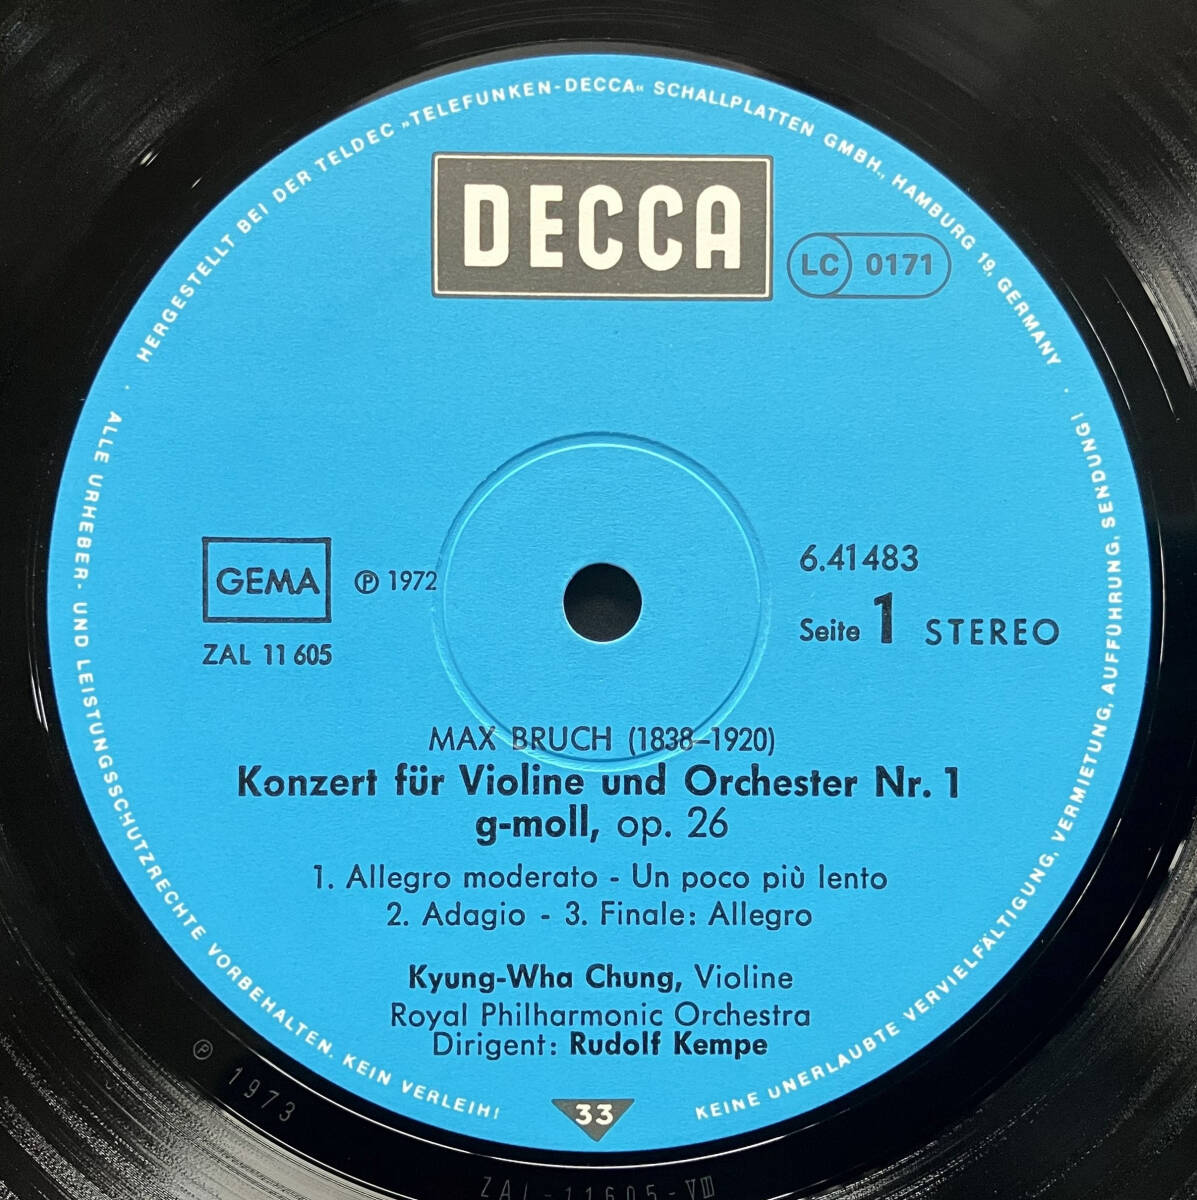 HERGESTELLT BEI DER TELDEC »TELEFUNKEN-DECCA« SCHALLPLATTEN GMBH., HAMBURG 19, GERMANY ·
DECCA
LC 0171
GEMA
℗ 1972
ZAL 11 605
6.41483
Seite 1 STEREO
MAX BRUCH (1838–1920)
Konzert für Violine und Orchester Nr. 1
g-moll, op. 26
1. Allegro moderato - Un poco più lento
2. Adagio - 3. Finale: Allegro
Kyung-Wha Chung, Violine
Royal Philharmonic Orchestra
Dirigent: Rudolf Kempe
33
· ALLE URHEBER- UND LEISTUNGSSCHUTZRECHTE VORBEHALTEN. KEIN VERLEIH!
KEINE UNERLAUBTE VERVIELFÄLTIGUNG, VERMIETUNG, AUFFÜHRUNG, SENDUNG!
℗ 1973
ZAL-11605-VIII